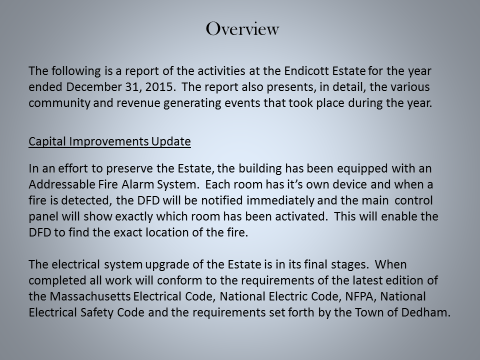 Overview
The following is a report of the activities at the Endicott Estate for the year
ended December 31, 2015. The report also presents, in detail, the various
community and revenue generating events that took place during the year.
Capital Improvements Update
In an effort to preserve the Estate, the building has been equipped with an
Addressable Fire Alarm System. Each room has it's own device and when a
fire is detected, the DFD will be notified immediately and the main control
panel will show exactly which room has been activated. This will enable the
DFD to find the exact location of the fire.
The electrical system upgrade of the Estate is in its final stages. When
completed all work will conform to the requirements of the latest edition of
the Massachusetts Electrical Code, National Electric Code, NFPA, National
Electrical Safety Code and the requirements set forth by the Town of Dedham.